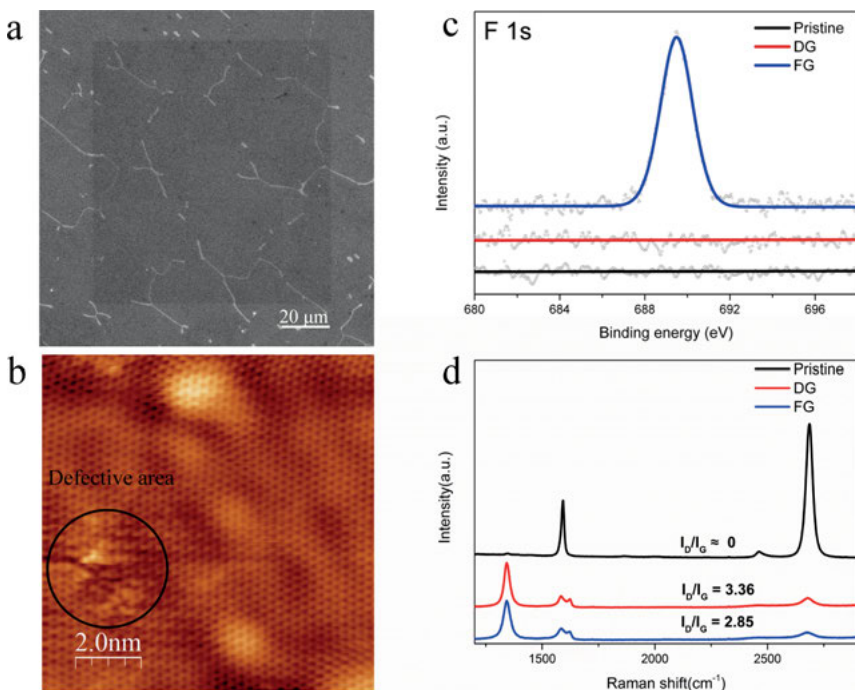 a
20 μm
b
Defective area
2.0nm
c
F 1s
Pristine
DG
FG
Intensity (a.u.)
680 684 688 692 696
Binding energy (eV)
d
Pristine
DG
FG
Intensity(a.u.)
I_D/I_G ≈ 0
I_D/I_G = 3.36
I_D/I_G = 2.85
1500 2000 2500
Raman shift(cm⁻¹)